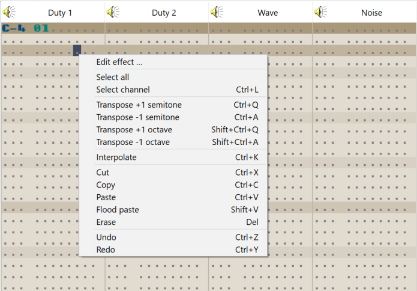 Duty 1 Duty 2 Wave Noise
C-4 01
Edit effect ...
Select all
Select channel Ctrl+L
Transpose +1 semitone Ctrl+Q
Transpose -1 semitone Ctrl+A
Transpose +1 octave Shift+Ctrl+Q
Transpose -1 octave Shift+Ctrl+A
Interpolate Ctrl+K
Cut Ctrl+X
Copy Ctrl+C
Paste Ctrl+V
Flood paste Shift+V
Erase Del
Undo Ctrl+Z
Redo Ctrl+Y